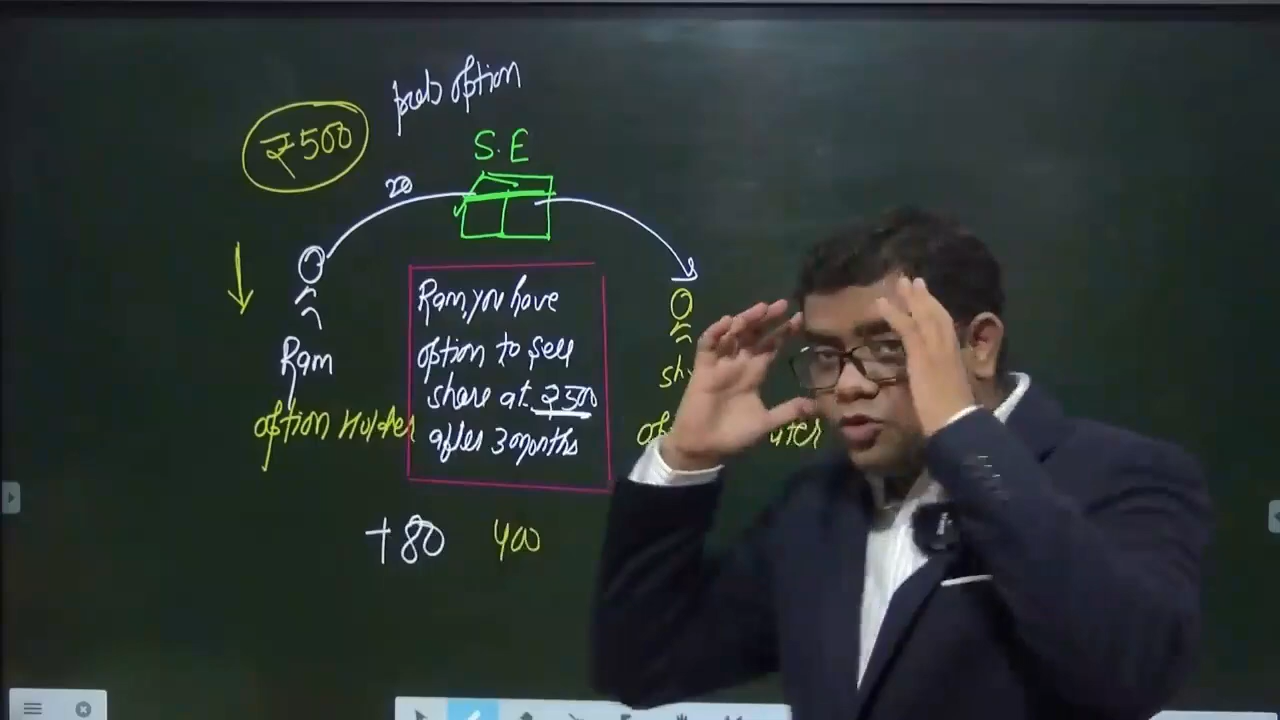 put option
₹500
S.E
20
Ram, you have
option to sell
share at ₹500
after 3 months
Ram
option Holder
+80
400